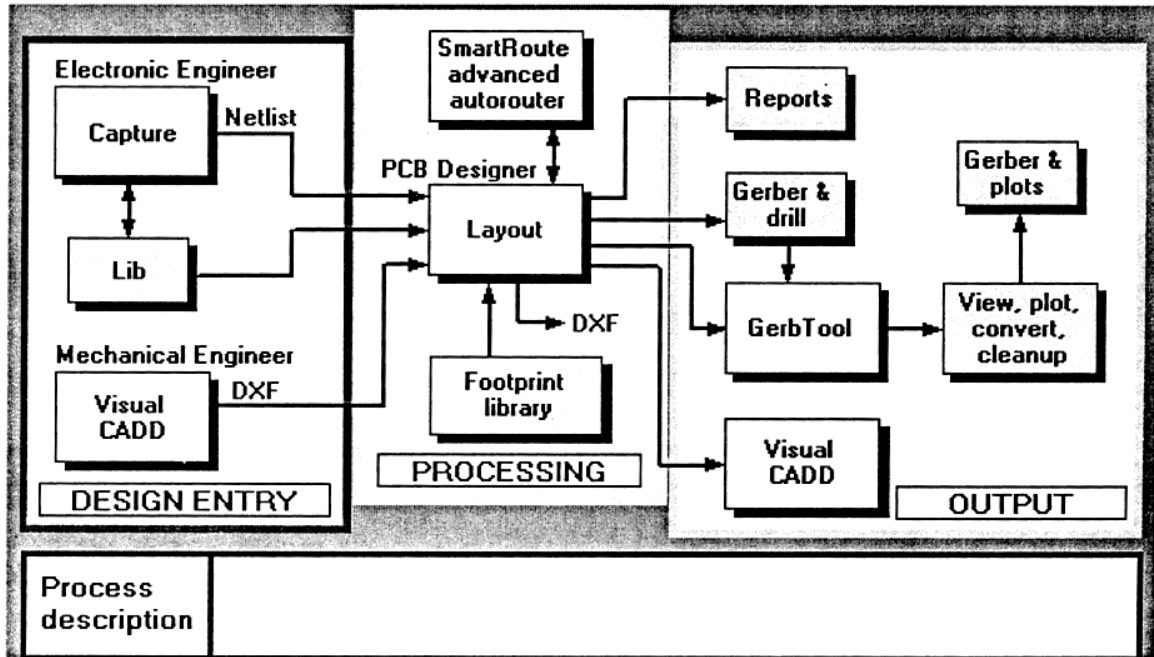 Electronic Engineer
Capture
Netlist
Lib
Mechanical Engineer
Visual
CADD
DXF
DESIGN ENTRY
SmartRoute
advanced
autorouter
PCB Designer
Layout
DXF
Footprint
library
PROCESSING
Reports
Gerber &
drill
GerbTool
Gerber &
plots
View, plot,
convert,
cleanup
Visual
CADD
OUTPUT
Process
description